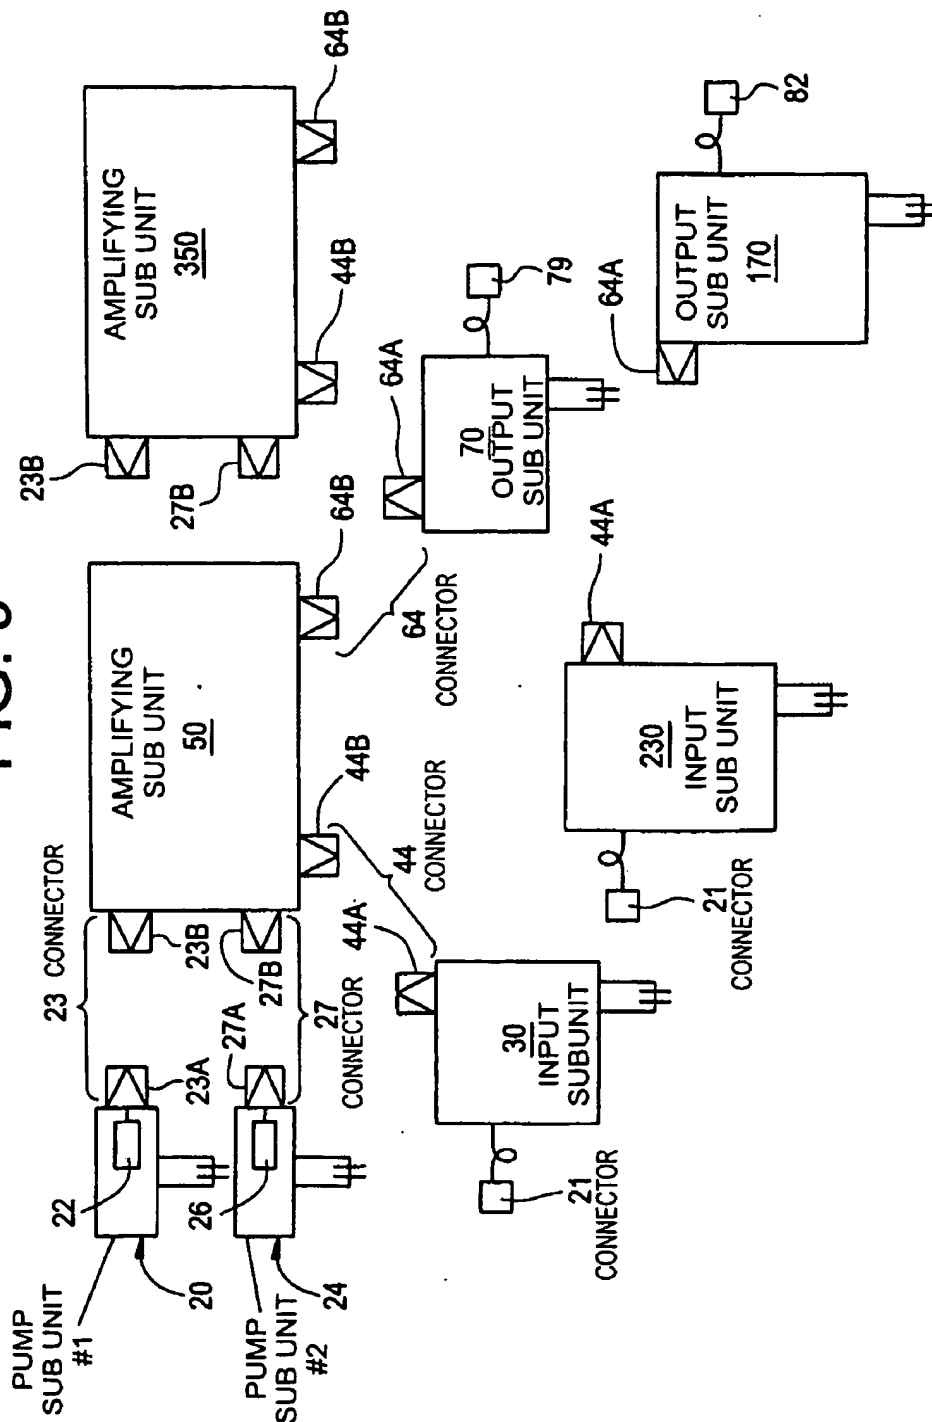 FIG.
PUMP
SUB UNIT
#1
20
22
23A
23 CONNECTOR
23B
AMPLIFYING
SUB UNIT
50
23B
AMPLIFYING
SUB UNIT
350
PUMP
SUB UNIT
#2
24
26
27A
27
CONNECTOR
27B
44B
64B
27B
44B
64B
44A
44
CONNECTOR
64
CONNECTOR
64A
21
CONNECTOR
30
INPUT
SUBUNIT
70
OUTPUT
SUB UNIT
79
21
CONNECTOR
230
INPUT
SUB UNIT
44A
64A
OUTPUT
SUB UNIT
170
82